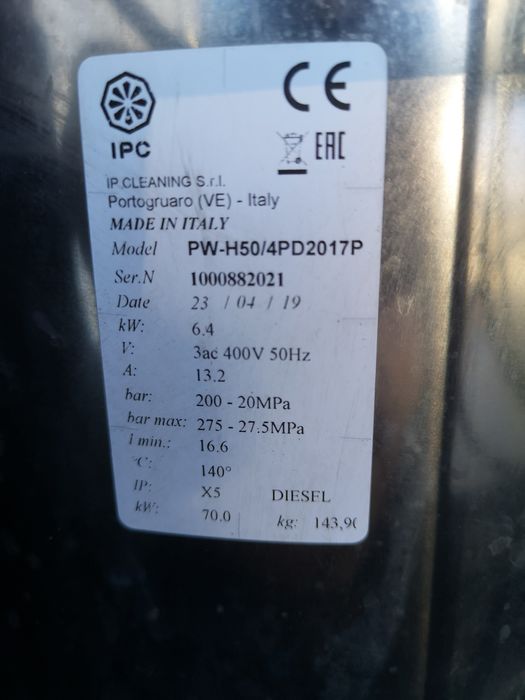 CE
IPC
EAC
IP CLEANING S.r.l.
Portogruaro (VE) - Italy
MADE IN ITALY
Model PW-H50/4PD2017P
Ser.N 1000882021
Date 23 / 04 / 19
kW: 6.4
V: 3ac 400V 50Hz
A: 13.2
bar: 200 - 20MPa
bar max: 275 - 27.5MPa
l min.: 16.6
°C: 140°
IP: X5 DIESEL
kW: 70.0 kg: 143,90